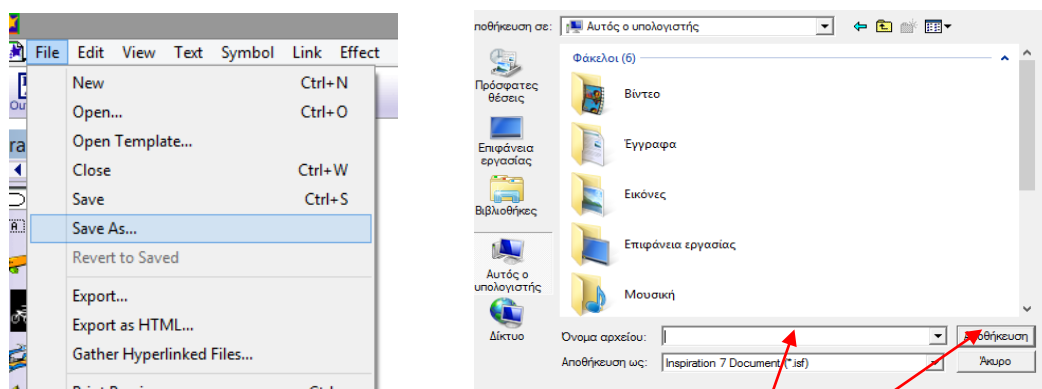 File Edit View Text Symbol Link Effect
New Ctrl+N
Open... Ctrl+O
Open Template...
Close Ctrl+W
Save Ctrl+S
Save As...
Revert to Saved
Export...
Export as HTML...
Gather Hyperlinked Files...
ποθήκευση σε: Αυτός ο υπολογιστής
Πρόσφατες
θέσεις
Επιφάνεια
εργασίας
Βιβλιοθήκες
Αυτός ο
υπολογιστής
Δίκτυο
Φάκελοι (6)
Βίντεο
Έγγραφα
Εικόνες
Επιφάνεια εργασίας
Μουσική
Όνομα αρχείου: Αποθήκευση
Αποθήκευση ως: Inspiration 7 Document (*.isf) Άκυρο